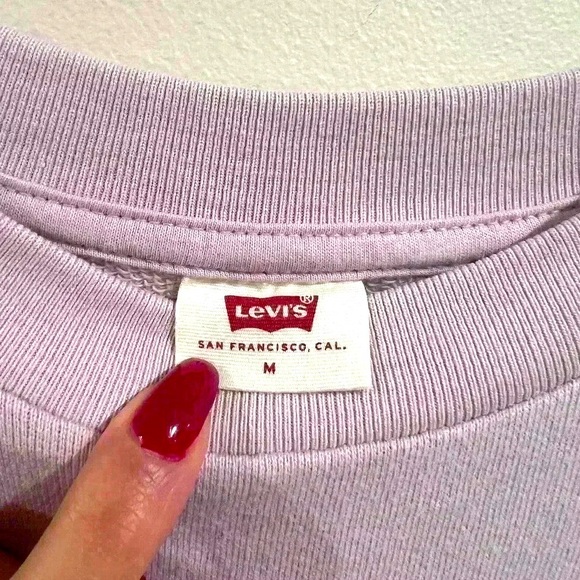 Levi's®
SAN FRANCISCO, CAL.
M